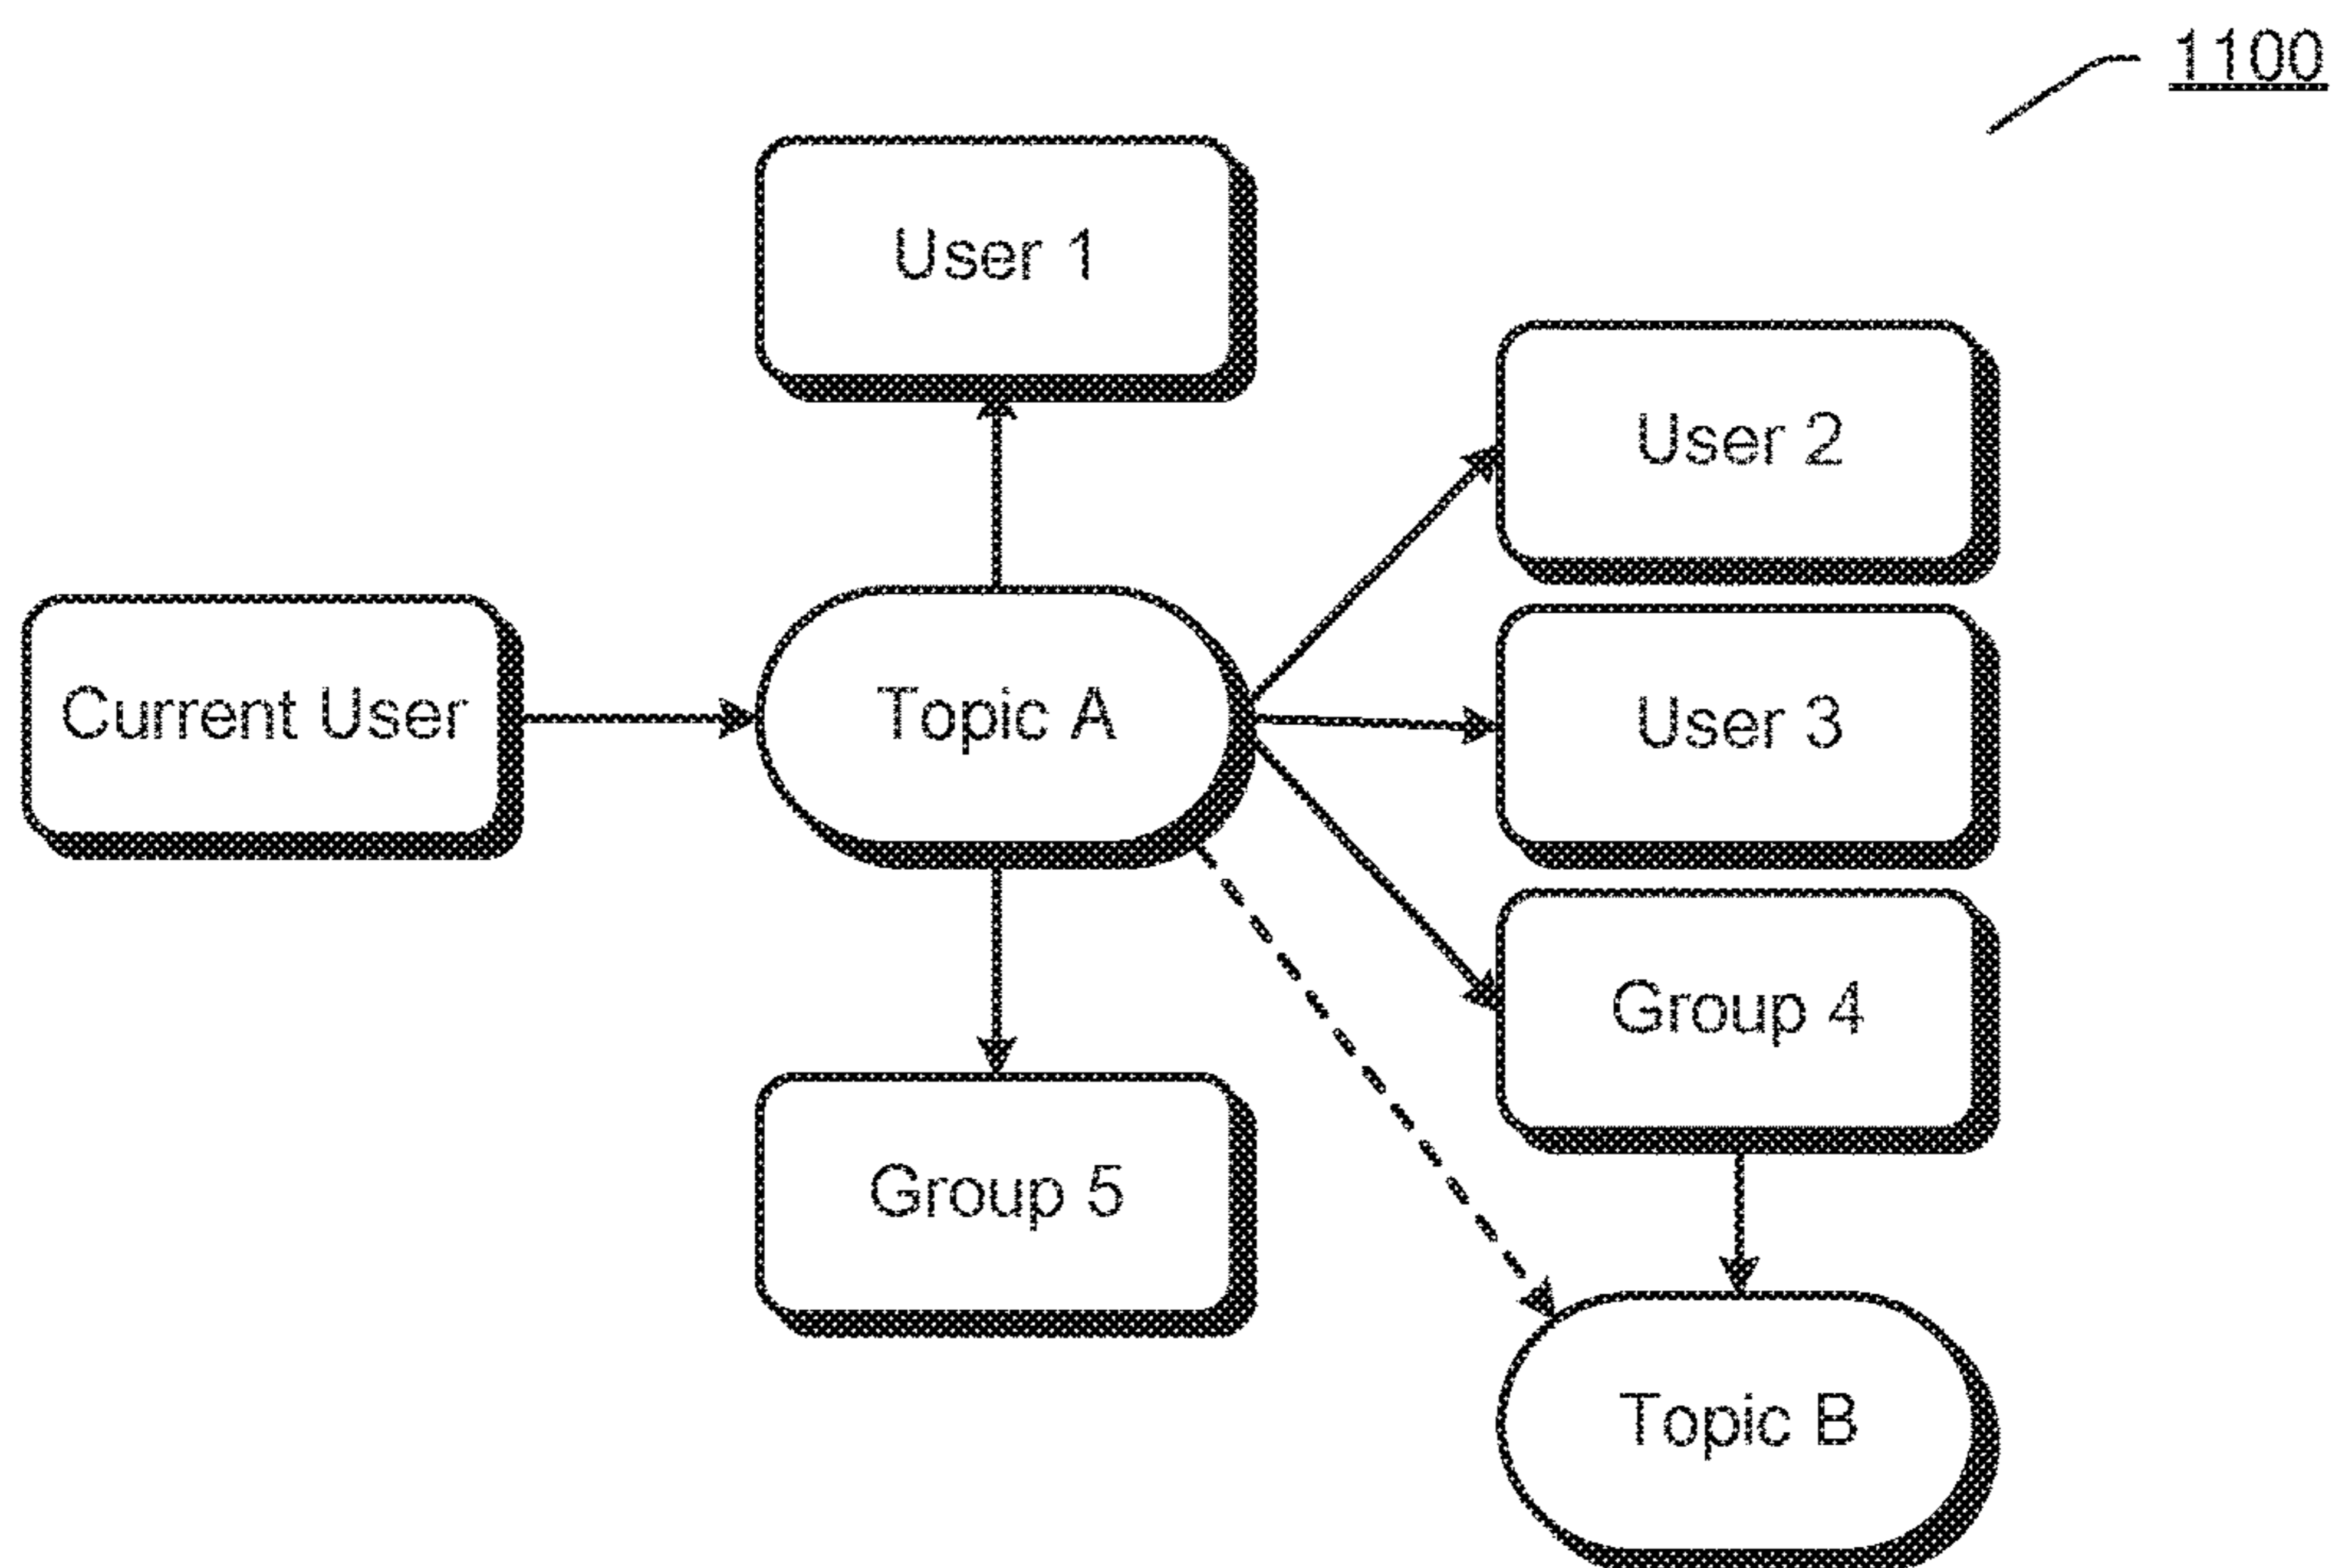 1100
User 1
User 2
Current User
Topic A
User 3
Group 4
Group 5
Topic B